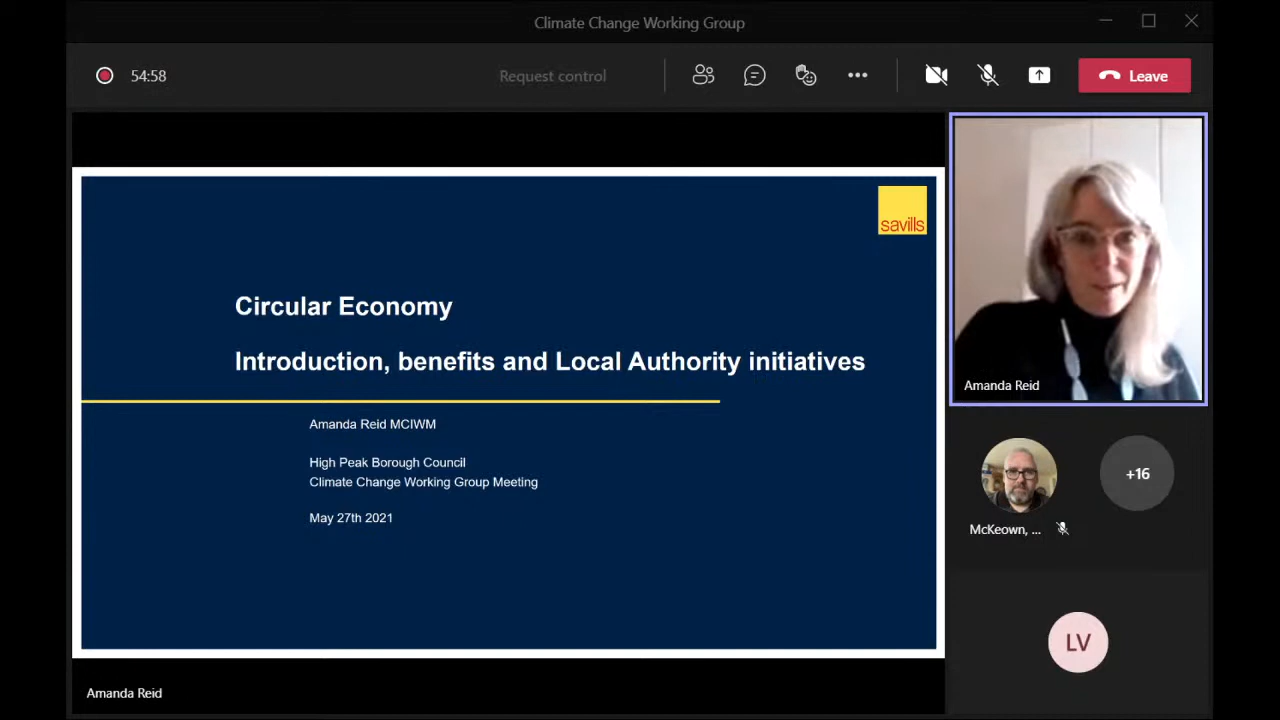 Climate Change Working Group
54:58
Request control
Leave
savills
Circular Economy
Introduction, benefits and Local Authority initiatives
Amanda Reid MCIWM
High Peak Borough Council
Climate Change Working Group Meeting
May 27th 2021
Amanda Reid
Amanda Reid
+16
McKeown, ...
LV